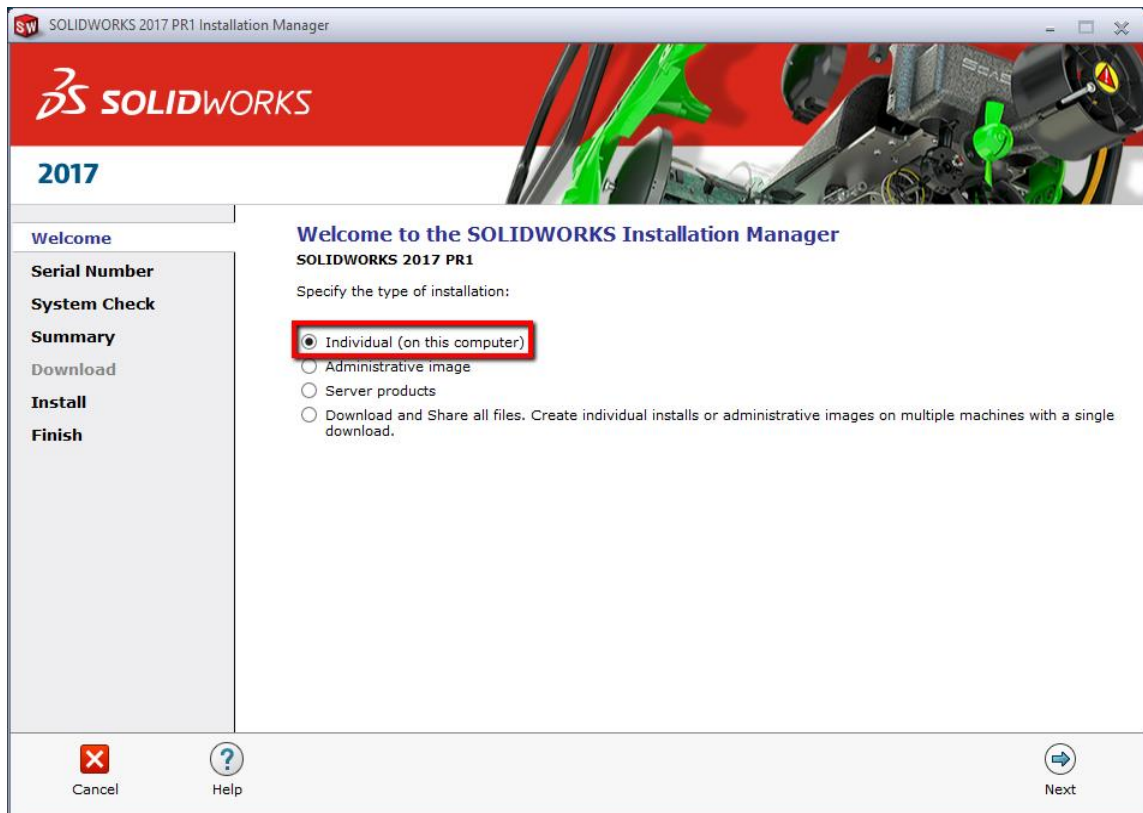 SOLIDWORKS 2017 PR1 Installation Manager
SOLIDWORKS
2017
Welcome
Serial Number
System Check
Summary
Download
Install
Finish
Welcome to the SOLIDWORKS Installation Manager
SOLIDWORKS 2017 PR1
Specify the type of installation:
Individual (on this computer)
Administrative image
Server products
Download and Share all files. Create individual installs or administrative images on multiple machines with a single
download.
Cancel
Help
Next